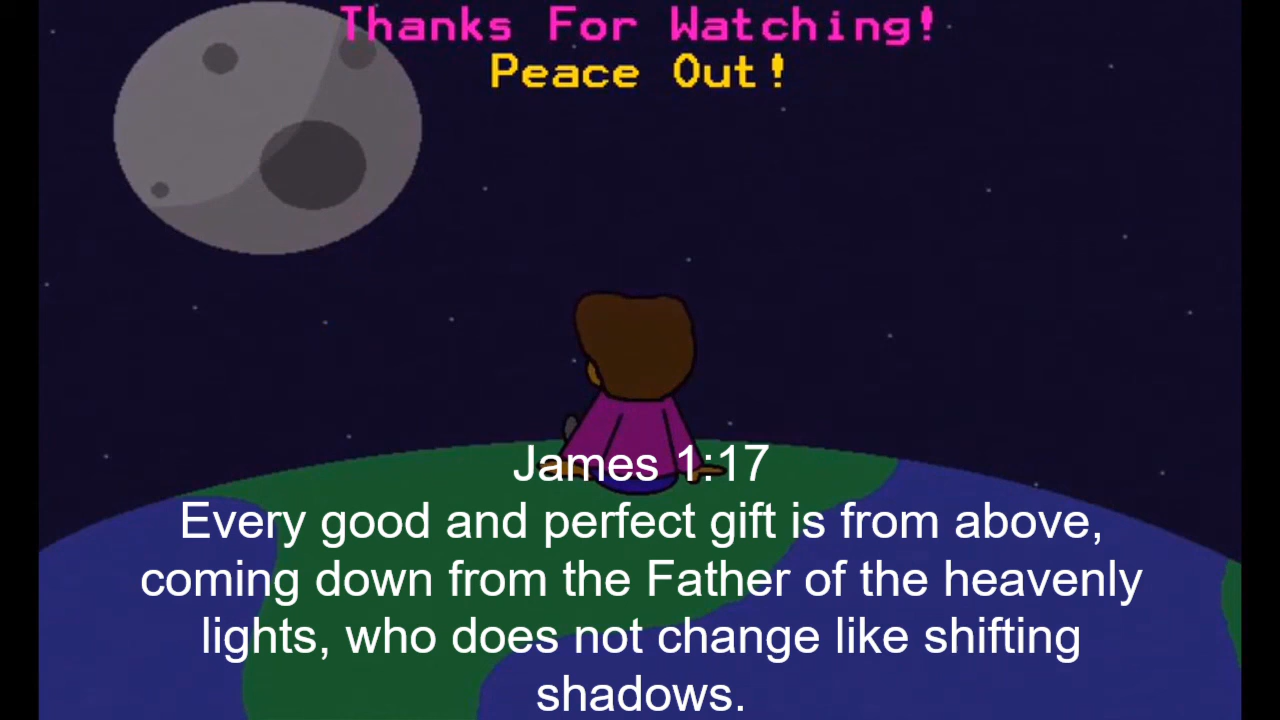 Thanks For Watching!
Peace Out!
James 1:17
Every good and perfect gift is from above,
coming down from the Father of the heavenly
lights, who does not change like shifting
shadows.